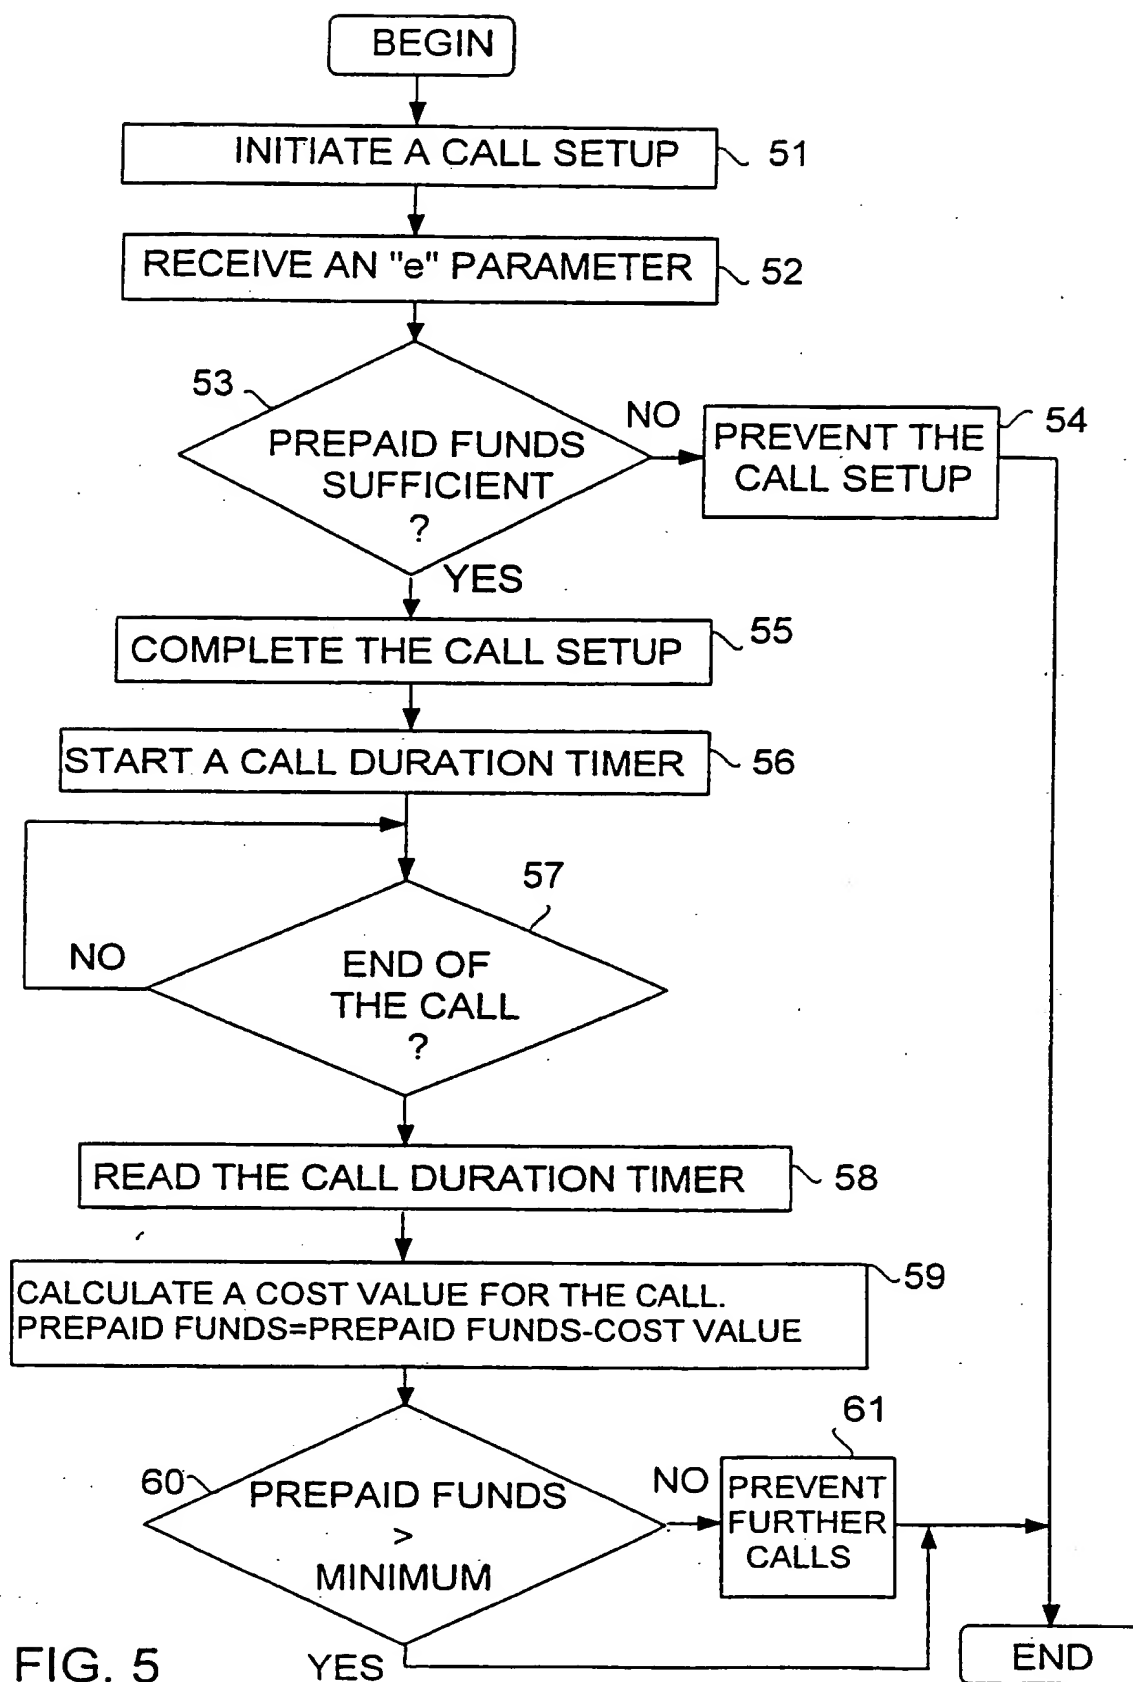 BEGIN
INITIATE A CALL SETUP
51
RECEIVE AN "e" PARAMETER
52
53
PREPAID FUNDS
SUFFICIENT
?
NO
PREVENT THE
CALL SETUP
54
YES
COMPLETE THE CALL SETUP
55
START A CALL DURATION TIMER
56
57
NO
END OF
THE CALL
?
READ THE CALL DURATION TIMER
58
59
CALCULATE A COST VALUE FOR THE CALL.
PREPAID FUNDS=PREPAID FUNDS-COST VALUE
60
PREPAID FUNDS
>
MINIMUM
NO
61
PREVENT
FURTHER
CALLS
YES
END
FIG. 5